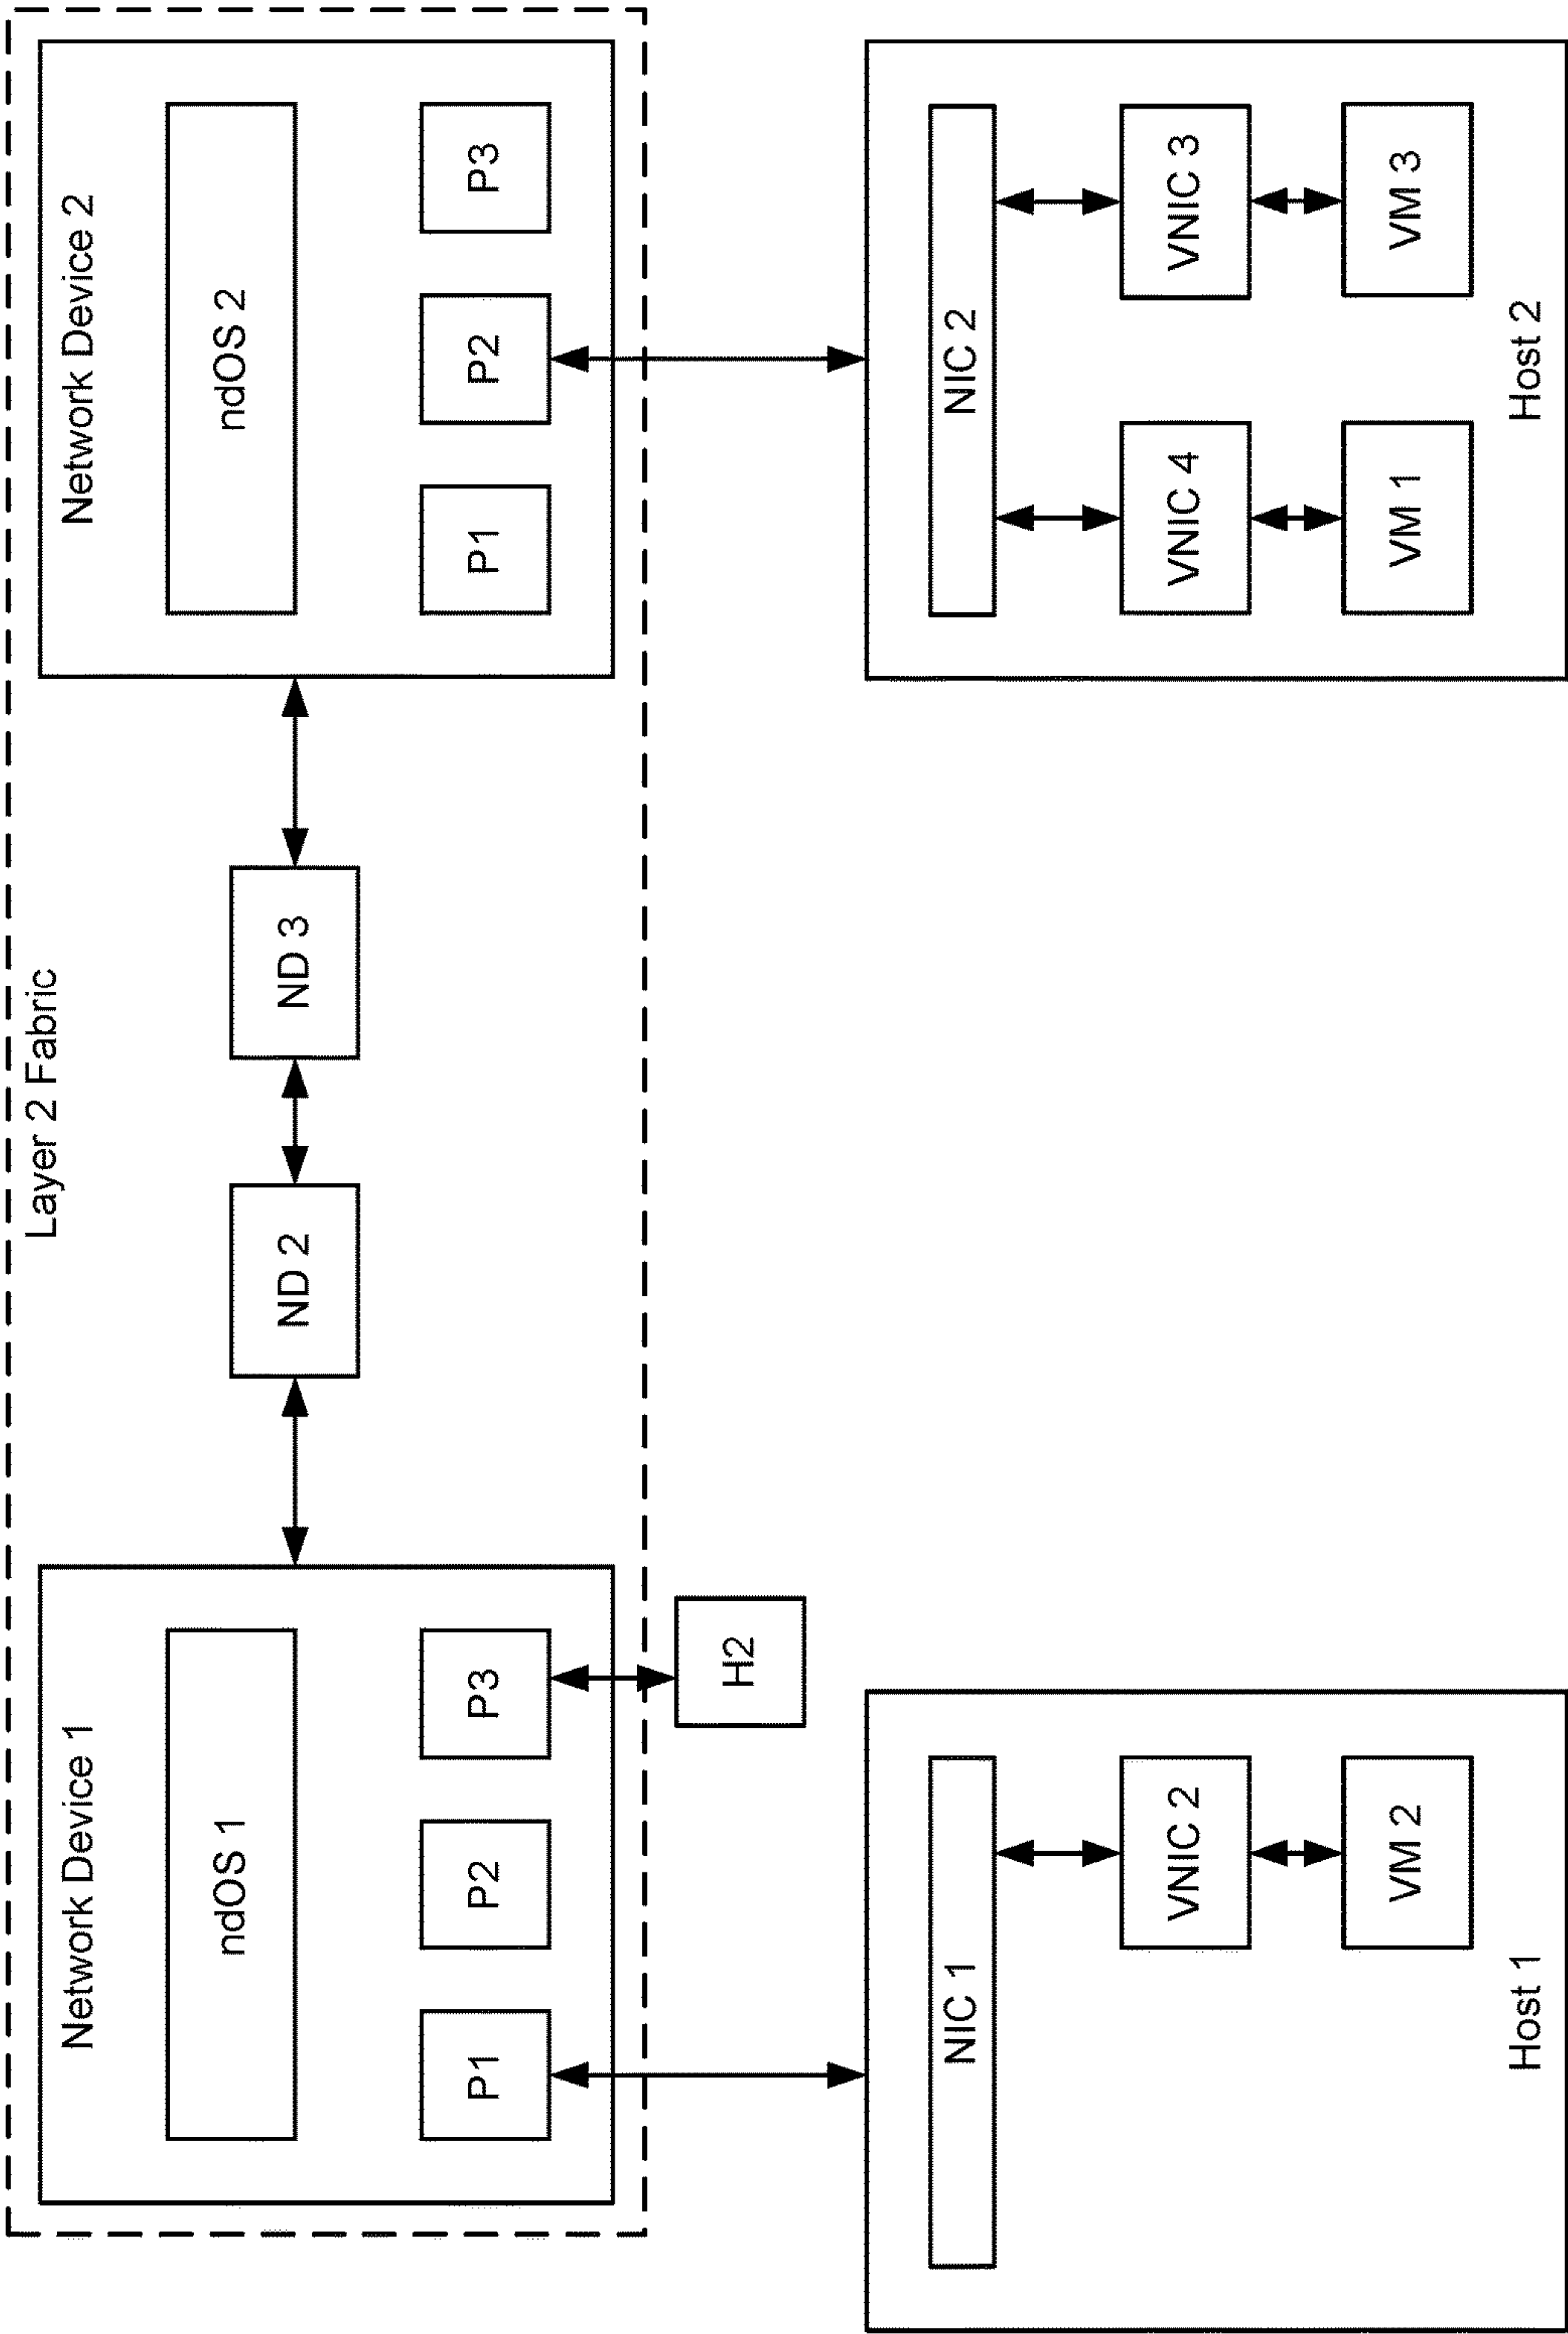 Layer 2 Fabric
Network Device 1
ndOS 1
P1
P2
P3
ND 2
ND 3
Network Device 2
ndOS 2
P1
P2
P3
H2
NIC 1
VNIC 2
VM 2
Host 1
NIC 2
VNIC 4
VNIC 3
VM 1
VM 3
Host 2